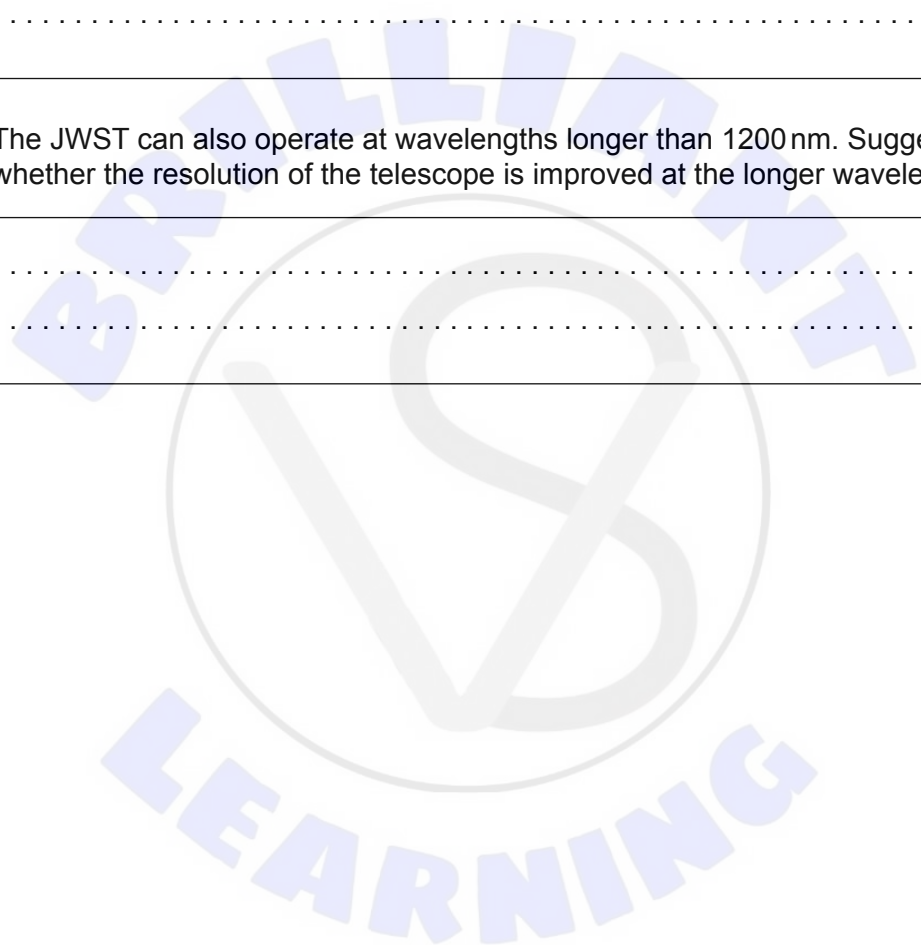 The JWST can also operate at wavelengths longer than 1200 nm. Sugge
whether the resolution of the telescope is improved at the longer wavele
BRILLIANT
VS
LEARNING